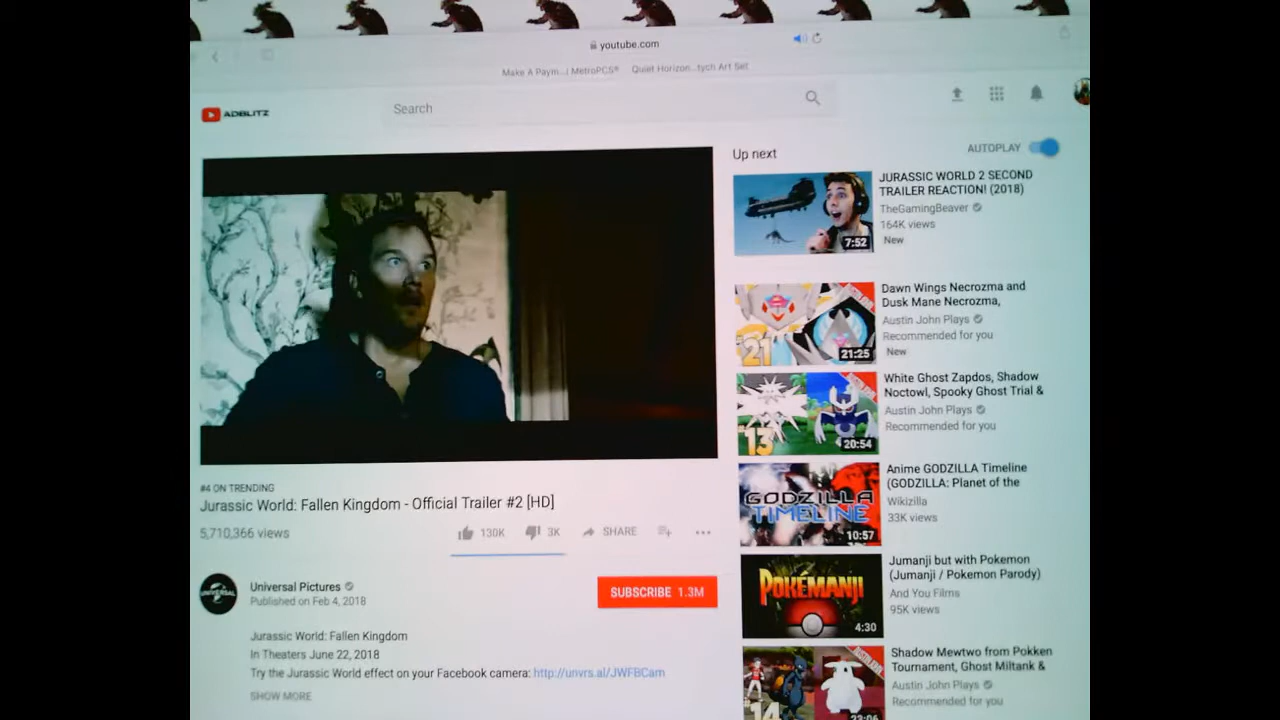 youtube.com
Make A Paym...| MetroPCS® Quiet Horizon...tych Art Set
ADBLITZ
Search
Up next
AUTOPLAY
JURASSIC WORLD 2 SECOND
TRAILER REACTION! (2018)
TheGamingBeaver
164K views
New
7:52
Dawn Wings Necrozma and
Dusk Mane Necrozma,
Austin John Plays
Recommended for you
New
21
21:25
White Ghost Zapdos, Shadow
Noctowl, Spooky Ghost Trial &
Austin John Plays
Recommended for you
13
20:54
Anime GODZILLA Timeline
(GODZILLA: Planet of the
Wikizilla
33K views
GODZILLA
TIMELINE
10:57
Jumanji but with Pokemon
(Jumanji / Pokemon Parody)
And You Films
95K views
POKÉMANJI
4:30
Shadow Mewtwo from Pokken
Tournament, Ghost Miltank &
Austin John Plays
Recommended for you
14
23:06
#4 ON TRENDING
Jurassic World: Fallen Kingdom - Official Trailer #2 [HD]
5,710,366 views
130K 3K SHARE
UNIVERSAL
Universal Pictures
Published on Feb 4, 2018
SUBSCRIBE 1.3M
Jurassic World: Fallen Kingdom
In Theaters June 22, 2018
Try the Jurassic World effect on your Facebook camera: http://unvrs.al/JWFBCam
SHOW MORE